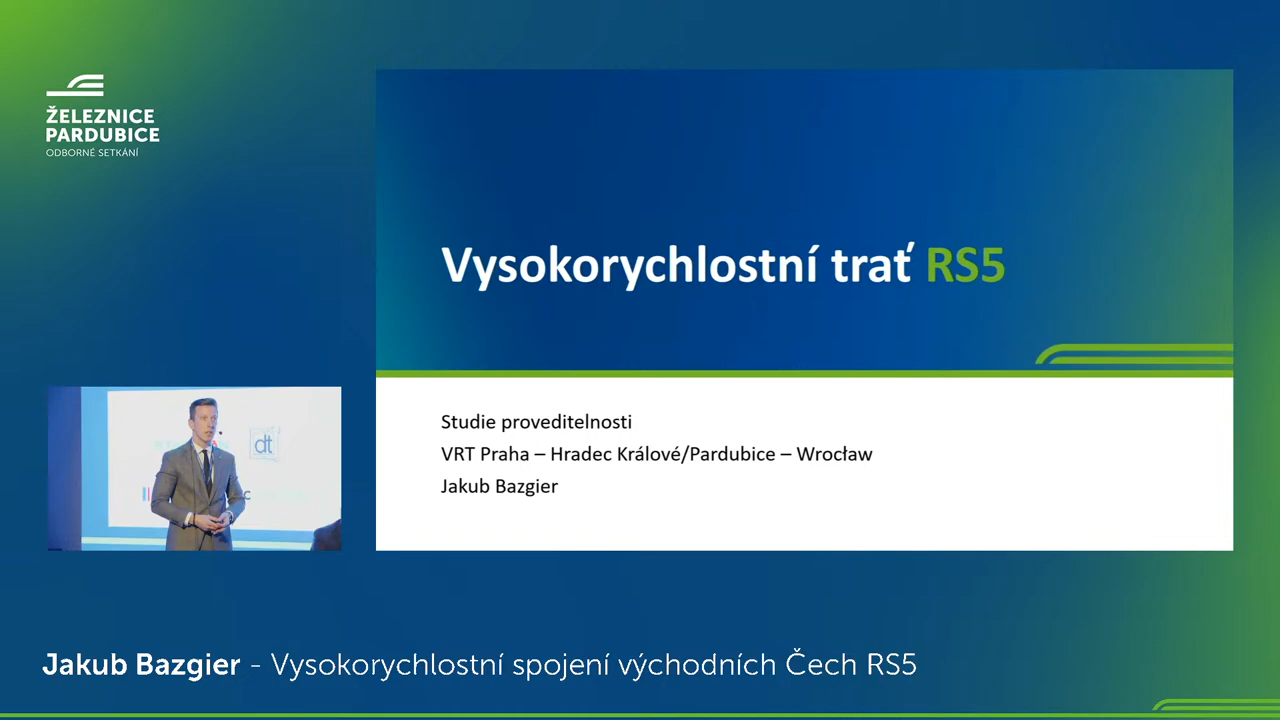 ŽELEZNICE
PARDUBICE
ODBORNÉ SETKÁNÍ
Vysokorychlostní trať RS5
Studie proveditelnosti
VRT Praha – Hradec Králové/Pardubice – Wrocław
Jakub Bazgier
dt
Jakub Bazgier - Vysokorychlostní spojení východních Čech RS5